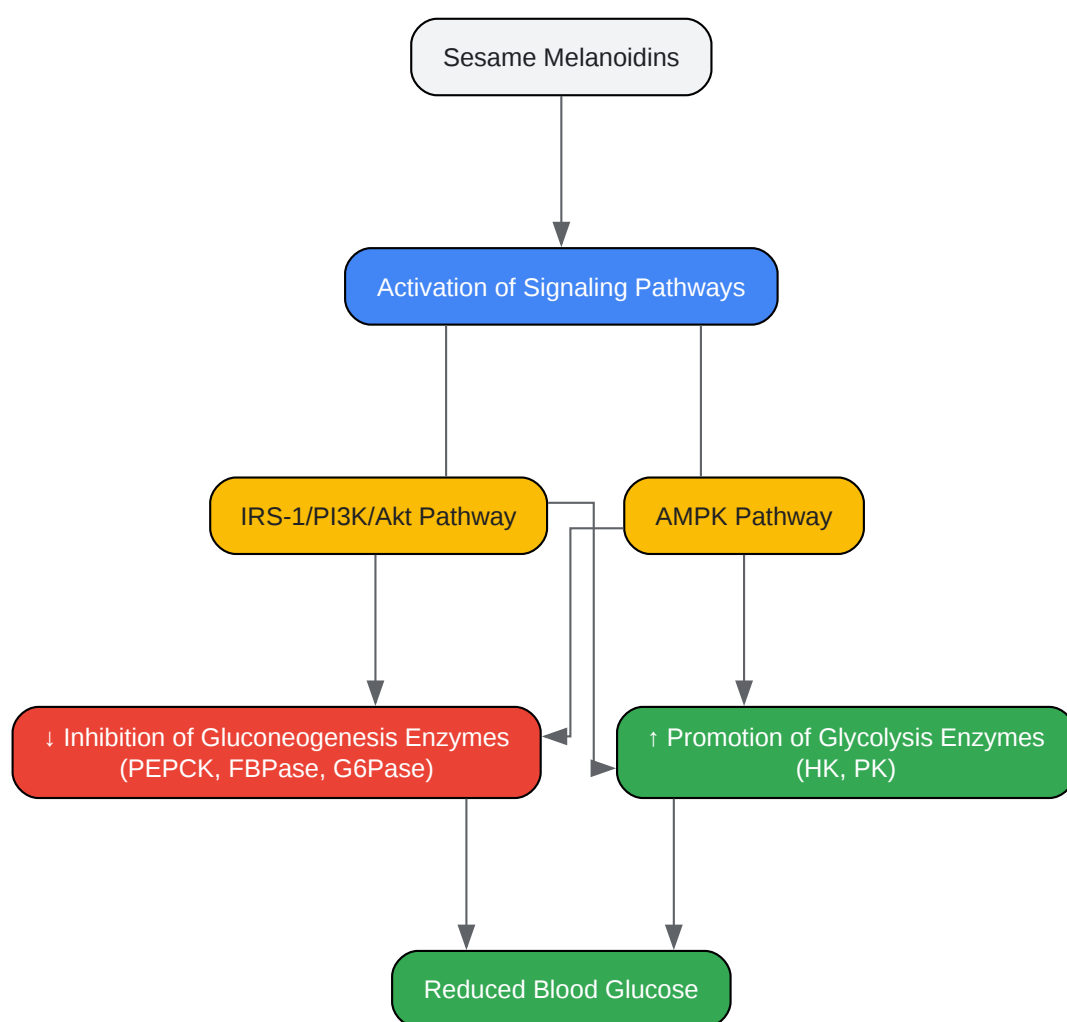 Sesame Melanoidins
Activation of Signaling Pathways
IRS-1/PI3K/Akt Pathway
AMPK Pathway
↓ Inhibition of Gluconeogenesis Enzymes
(PEPCK, FBPase, G6Pase)
↑ Promotion of Glycolysis Enzymes
(HK, PK)
Reduced Blood Glucose